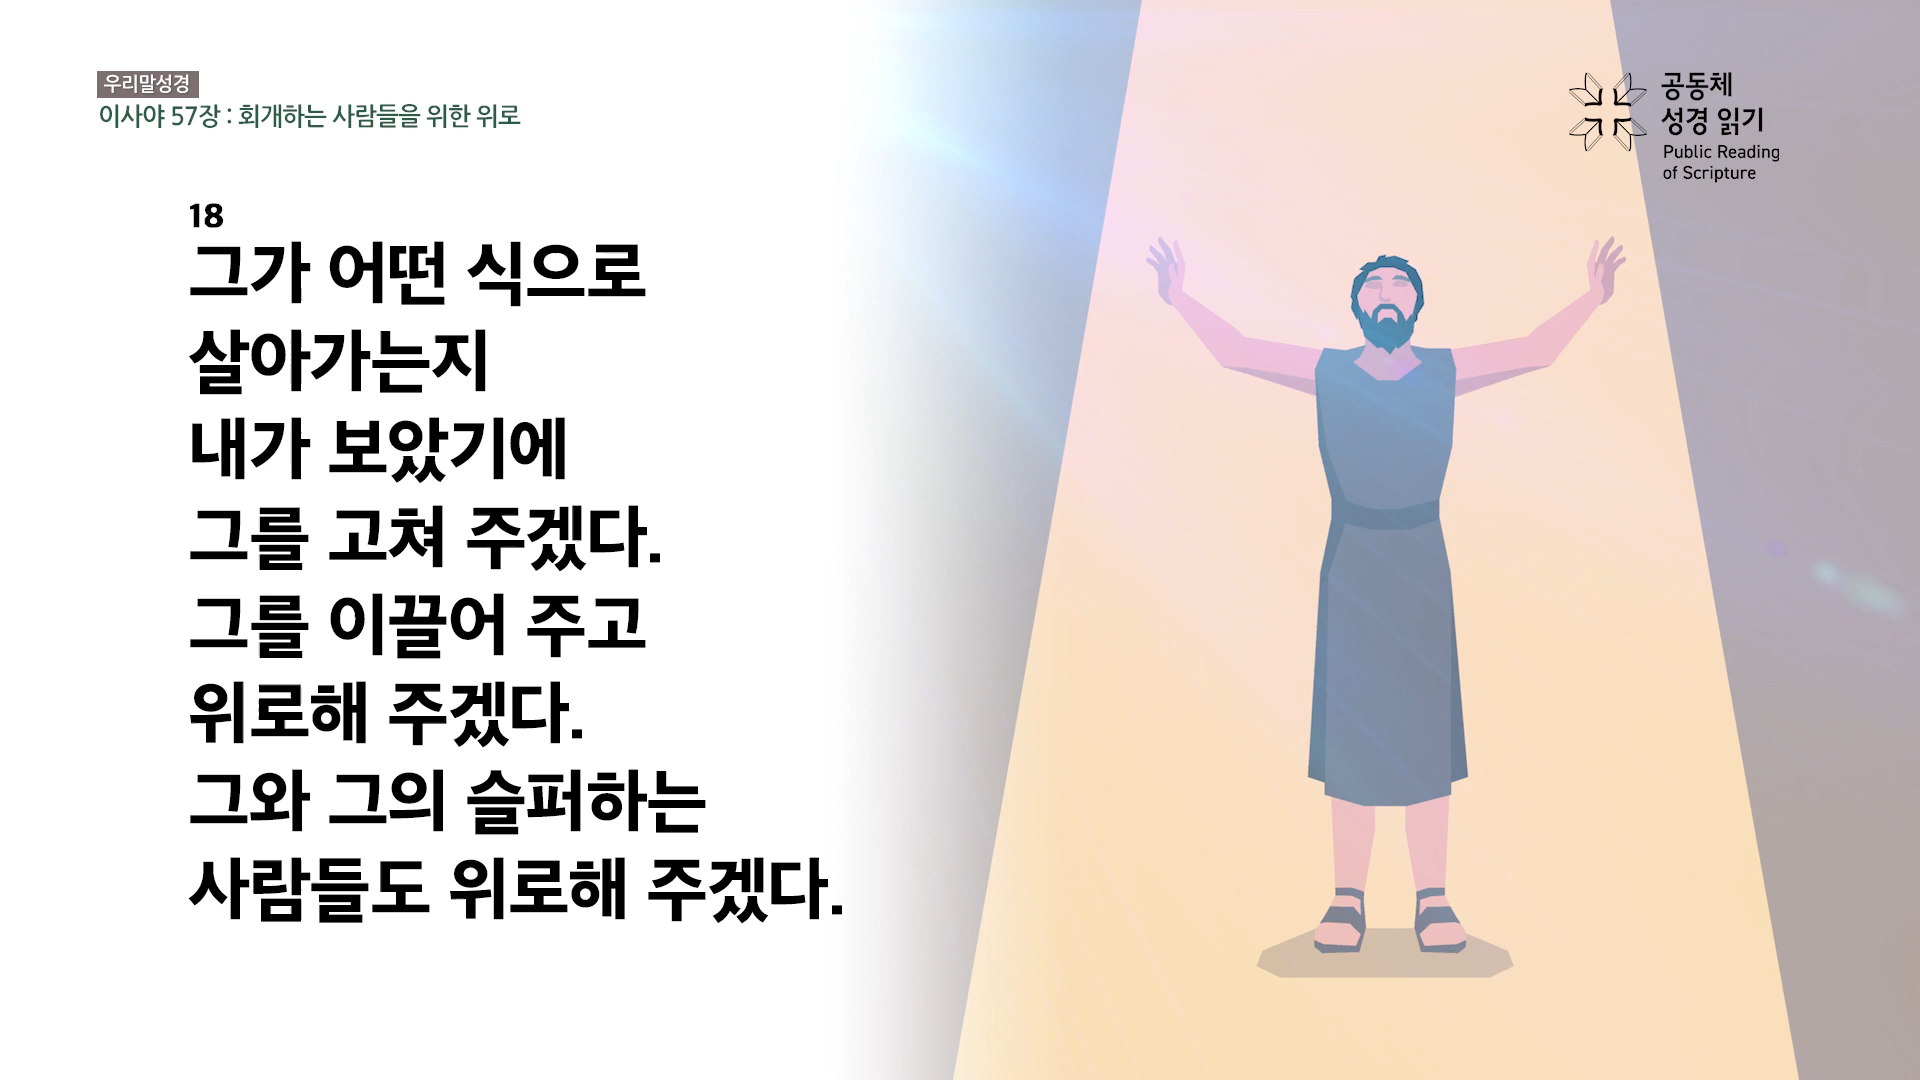 우리말성경
이사야 57장 : 회개하는 사람들을 위한 위로
공동체
성경 읽기
Public Reading
of Scripture
18
그가 어떤 식으로
살아가는지
내가 보았기에
그를 고쳐 주겠다.
그를 이끌어 주고
위로해 주겠다.
그와 그의 슬퍼하는
사람들도 위로해 주겠다.